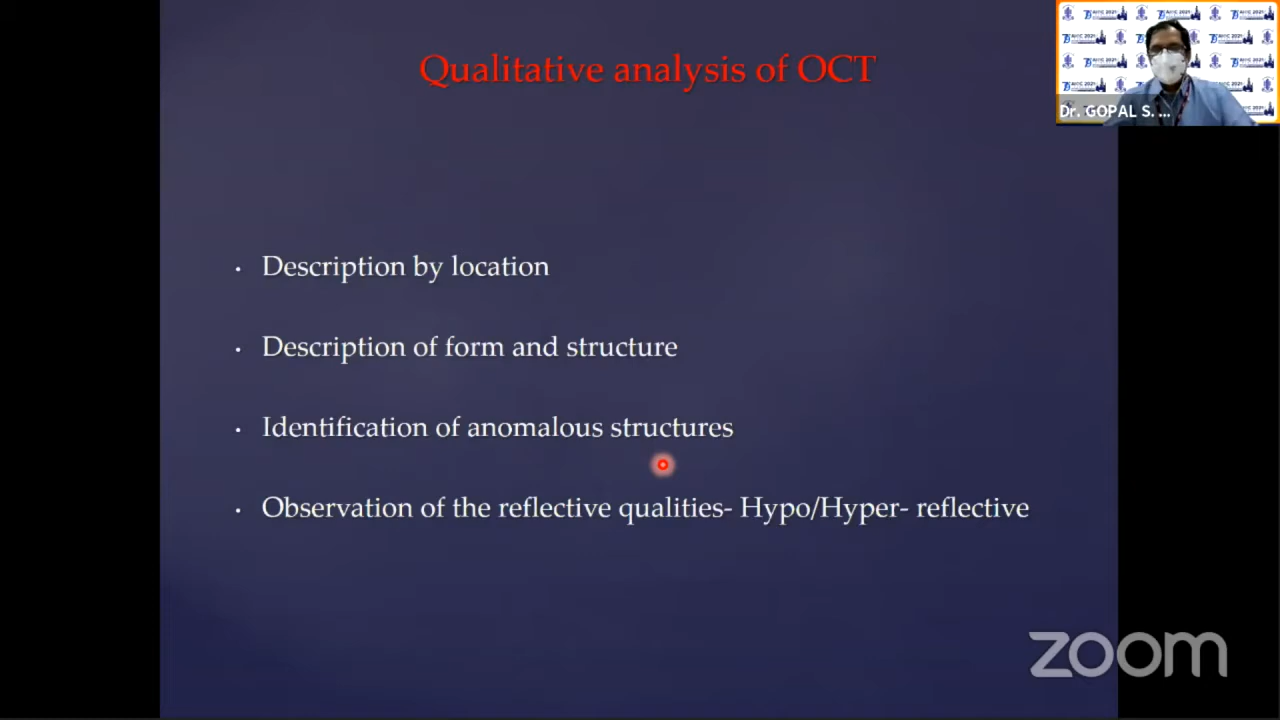 Qualitative analysis of OCT
Dr. GOPAL S. ...
• Description by location
• Description of form and structure
• Identification of anomalous structures
• Observation of the reflective qualities- Hypo/Hyper- reflective
zoom